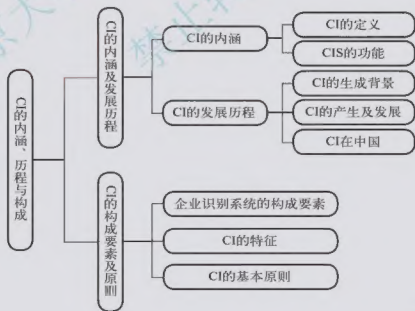 CI的内涵、历程与构成
CI的内涵及发展历程
CI的内涵
CI的定义
CIS的功能
CI的发展历程
CI的生成背景
CI的产生及发展
CI在中国
CI的构成要素及原则
企业识别系统的构成要素
CI的特征
CI的基本原则